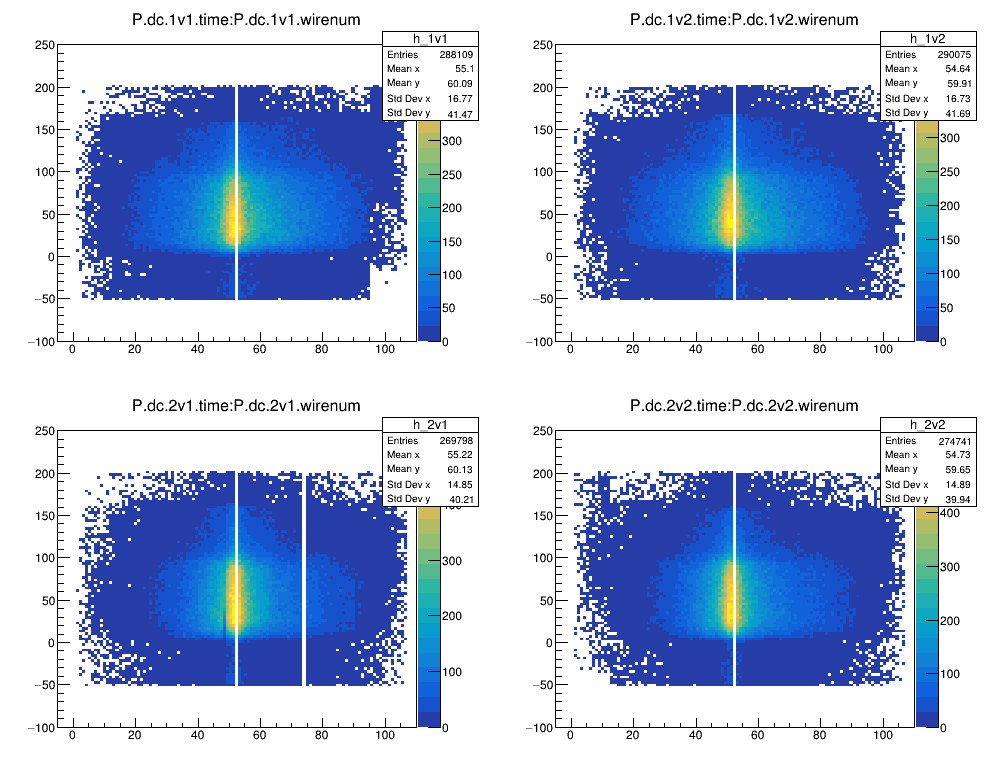 P.dc.1v1.time:P.dc.1v1.wirenum
h_1v1
Entries 288109
Mean x 55.1
Mean y 60.09
Std Dev x 16.77
Std Dev y 41.47
250
200
150
100
50
0
−50
−100
0 20 40 60 80 100
300
250
200
150
100
50
0
P.dc.1v2.time:P.dc.1v2.wirenum
h_1v2
Entries 290075
Mean x 54.64
Mean y 59.91
Std Dev x 16.73
Std Dev y 41.69
250
200
150
100
50
0
−50
−100
0 20 40 60 80 100
300
250
200
150
100
50
0
P.dc.2v1.time:P.dc.2v1.wirenum
h_2v1
Entries 269798
Mean x 55.22
Mean y 60.13
Std Dev x 14.85
Std Dev y 40.21
250
200
150
100
50
0
−50
−100
0 20 40 60 80 100
300
200
100
0
P.dc.2v2.time:P.dc.2v2.wirenum
h_2v2
Entries 274741
Mean x 54.73
Mean y 59.65
Std Dev x 14.89
Std Dev y 39.94
250
200
150
100
50
0
−50
−100
0 20 40 60 80 100
400
300
200
100
0